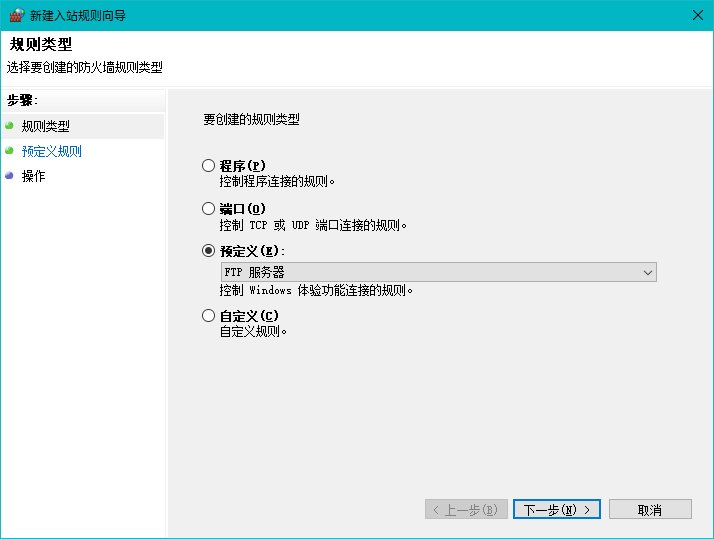 新建入站规则向导
规则类型
选择要创建的防火墙规则类型
步骤:
规则类型
预定义规则
操作
要创建的规则类型
程序(P)
控制程序连接的规则。
端口(O)
控制 TCP 或 UDP 端口连接的规则。
预定义(E):
FTP 服务器
控制 Windows 体验功能连接的规则。
自定义(C)
自定义规则。
< 上一步(B)
下一步(N) >
取消